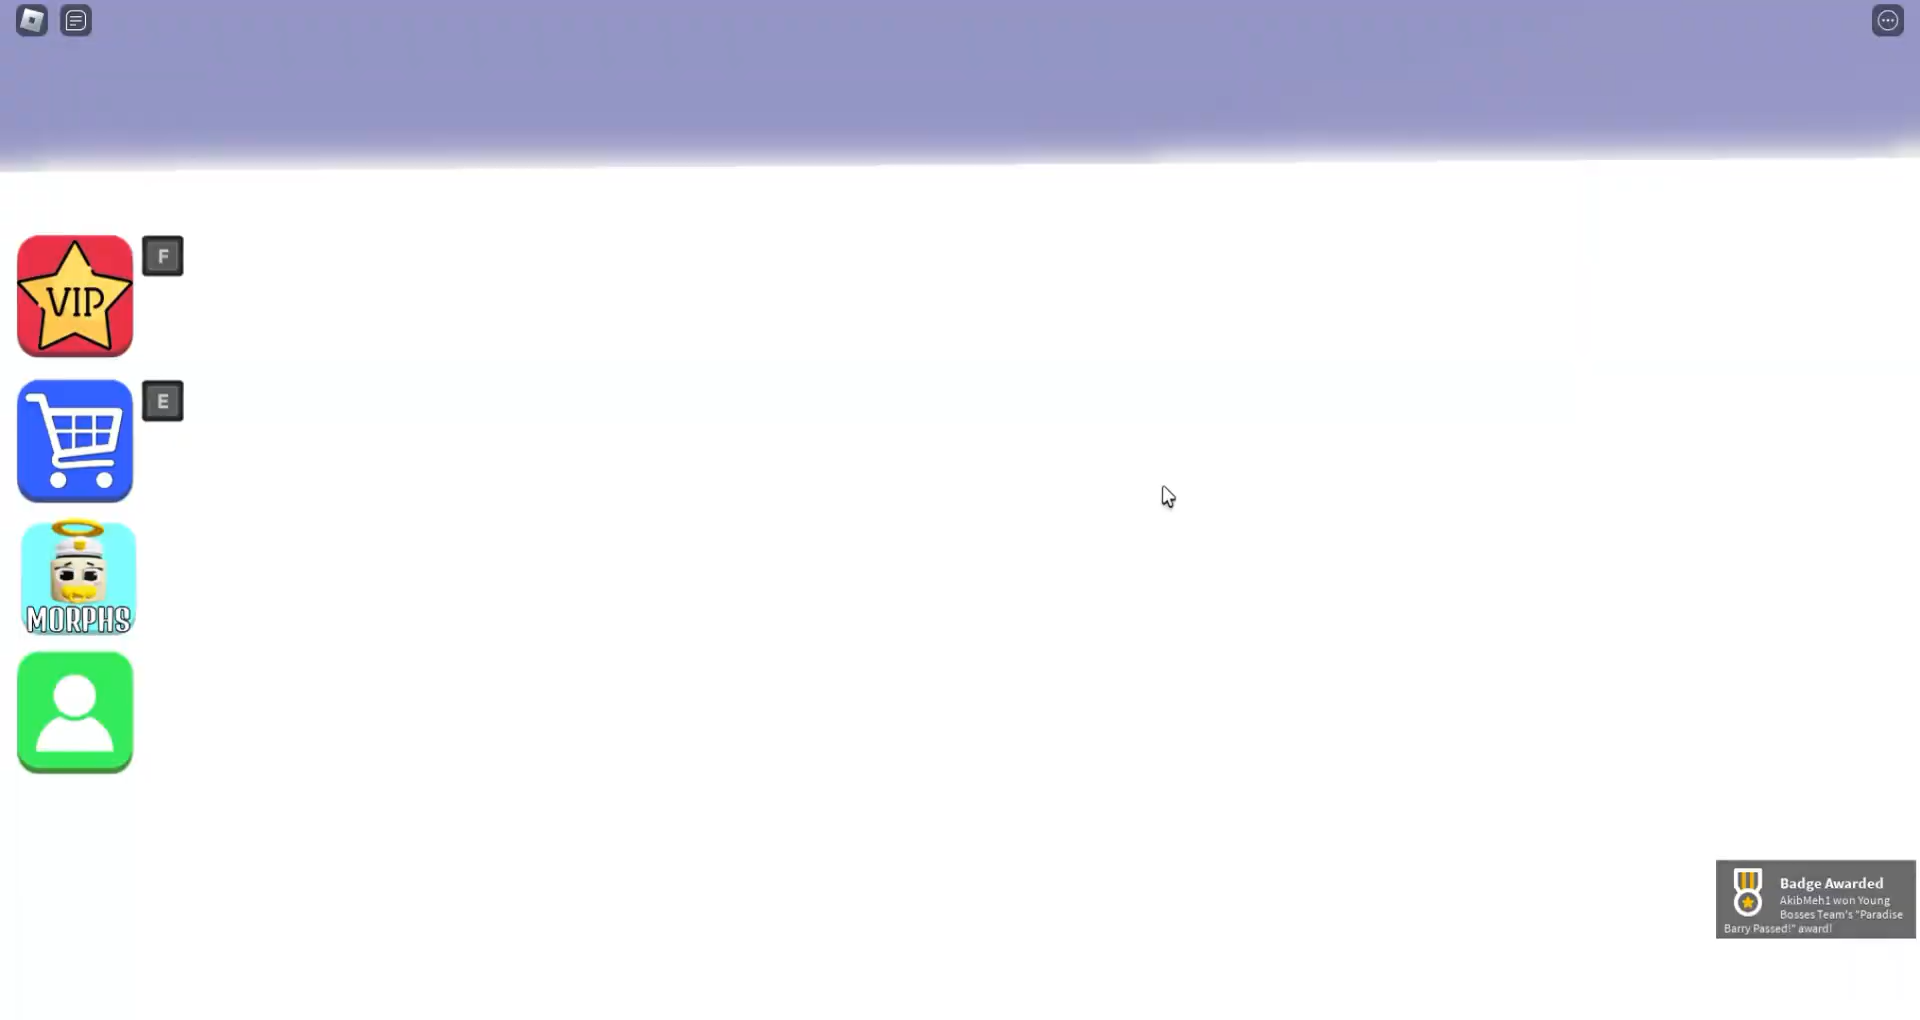 VIP
F
E
MORPHS
Badge Awarded
AkibMeh1 won Young
Bosses Team's "Paradise
Barry Passed!" award!